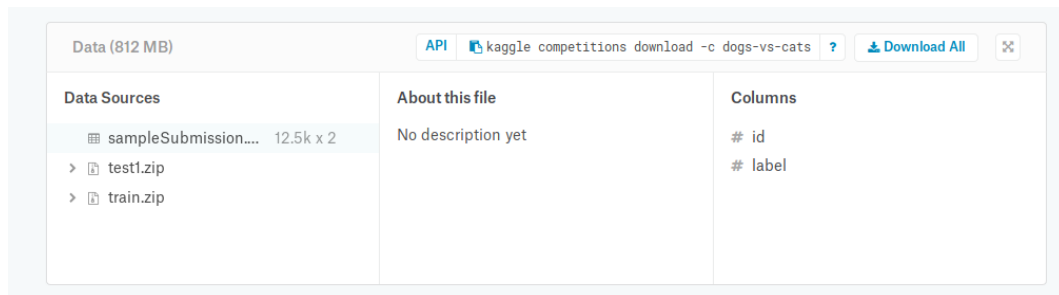 Data (812 MB)
API kaggle competitions download -c dogs-vs-cats ? Download All
Data Sources
sampleSubmission.... 12.5k x 2
test1.zip
train.zip
About this file
No description yet
Columns
# id
# label